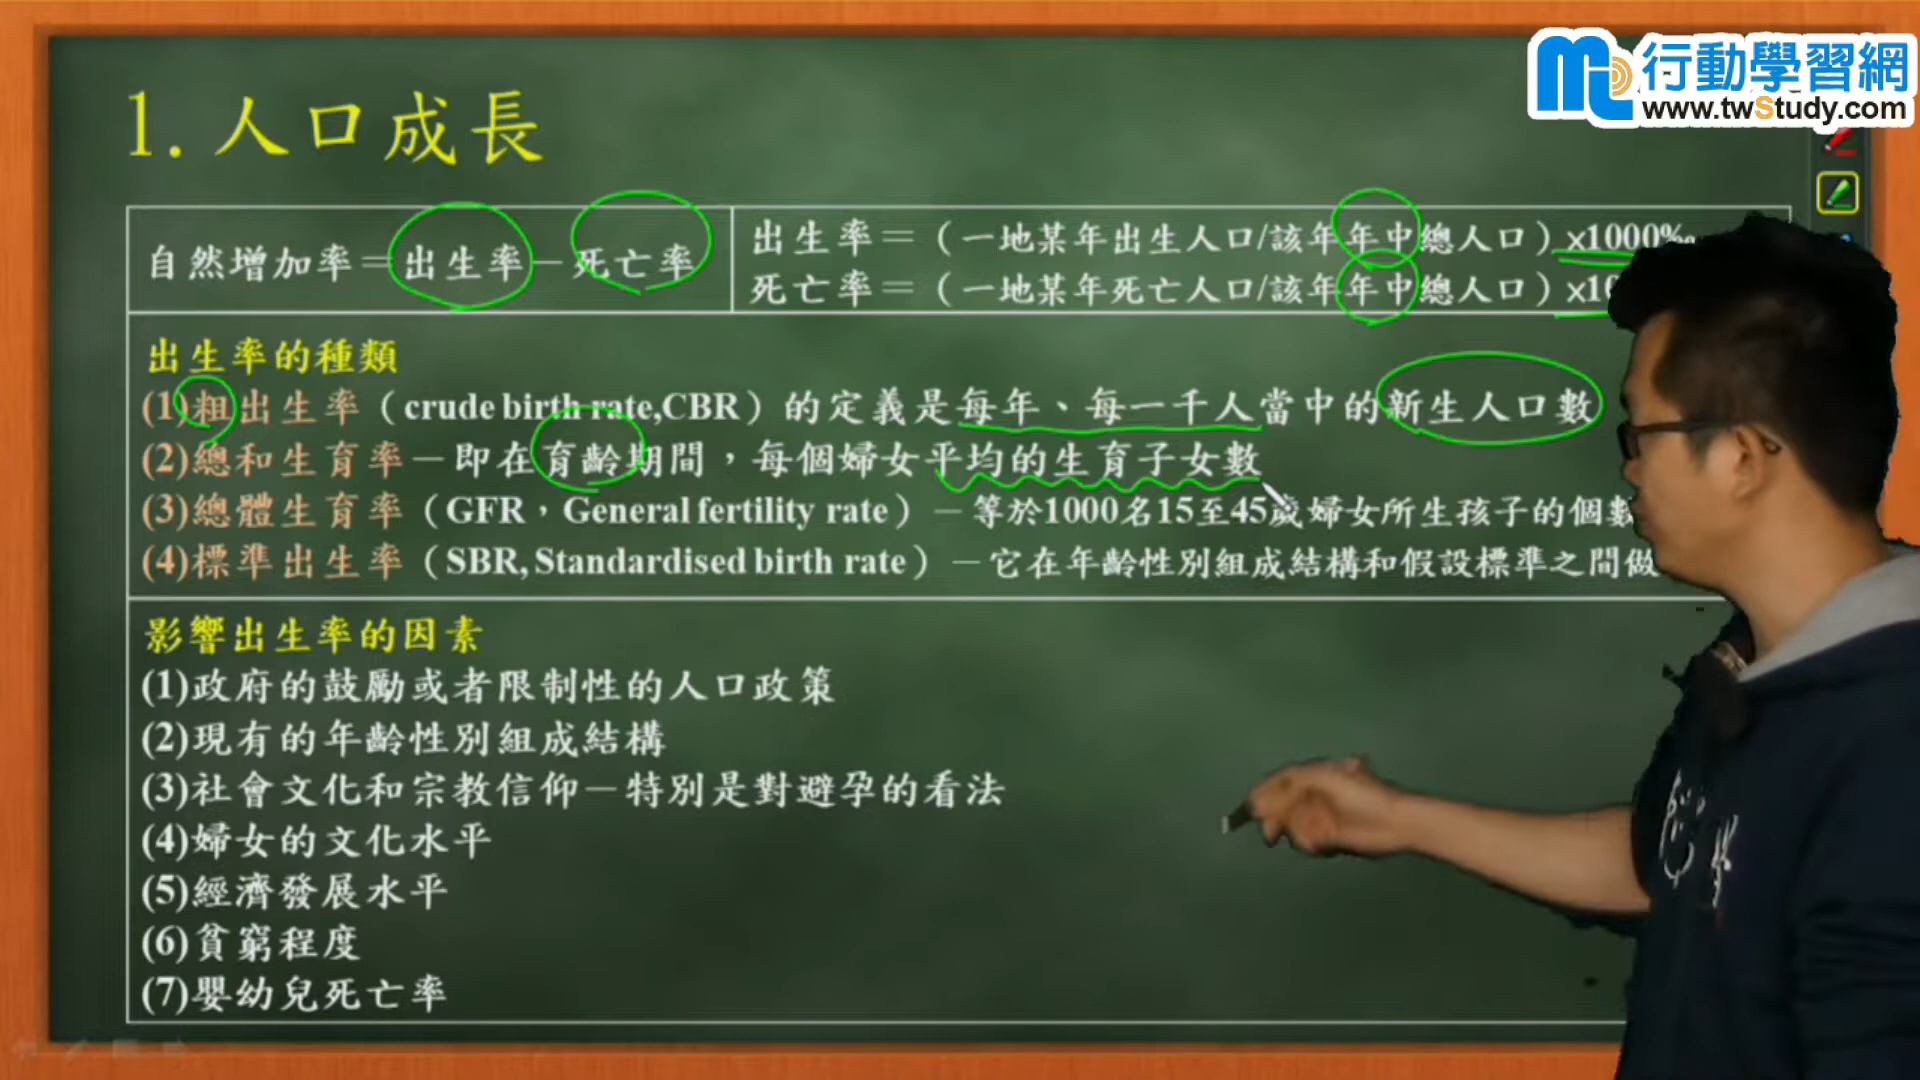 行動學習網
www.twStudy.com
1.人口成長
自然增加率＝出生率－死亡率
出生率＝（一地某年出生人口/該年年中總人口）x1000‰
死亡率＝（一地某年死亡人口/該年年中總人口）x10
出生率的種類
(1)粗出生率（crude birth rate,CBR）的定義是每年、每一千人當中的新生人口數
(2)總和生育率－即在育齡期間，每個婦女平均的生育子女數
(3)總體生育率（GFR，General fertility rate）－等於1000名15至45歲婦女所生孩子的個數
(4)標準出生率（SBR, Standardised birth rate）－它在年齡性別組成結構和假設標準之間做
影響出生率的因素
(1)政府的鼓勵或者限制性的人口政策
(2)現有的年齡性別組成結構
(3)社會文化和宗教信仰－特別是對避孕的看法
(4)婦女的文化水平
(5)經濟發展水平
(6)貧窮程度
(7)嬰幼兒死亡率